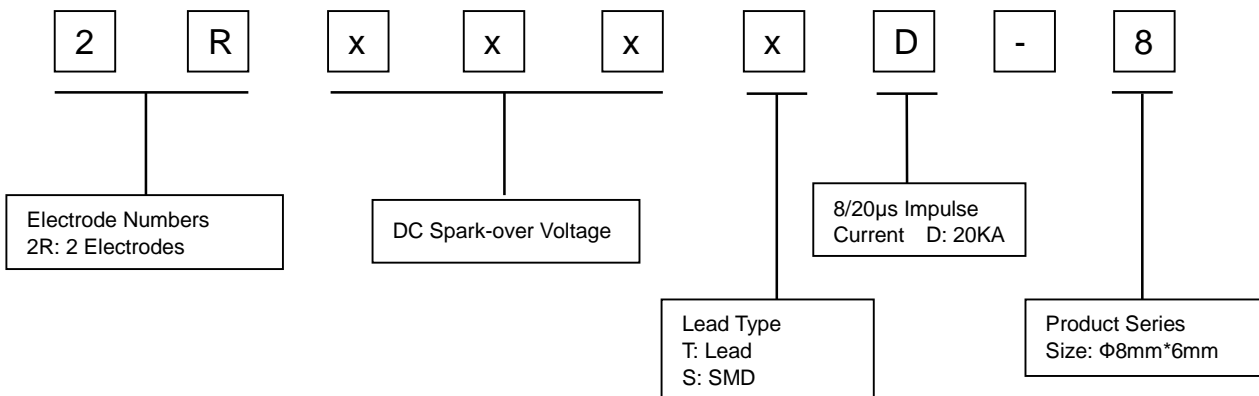 2 R x x x x D - 8
Electrode Numbers
2R: 2 Electrodes
DC Spark-over Voltage
8/20μs Impulse
Current D: 20KA
Lead Type
T: Lead
S: SMD
Product Series
Size: Φ8mm*6mm